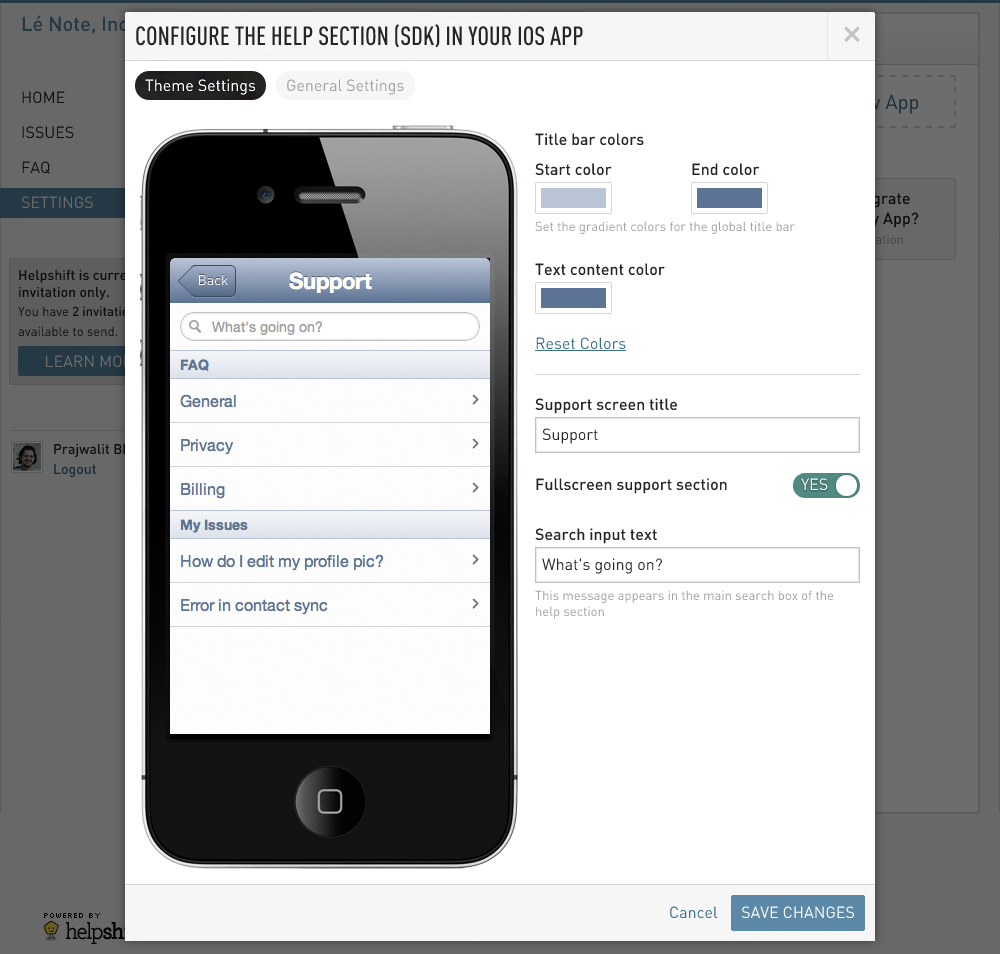 Lé Note, Inc
HOME
ISSUES
FAQ
SETTINGS
Helpshift is curre
invitation only.
You have 2 invitatio
available to send.
LEARN MO
Prajwalit Bh
Logout
POWERED BY
helpshi
CONFIGURE THE HELP SECTION (SDK) IN YOUR IOS APP
Theme Settings
General Settings
Back
Support
What's going on?
FAQ
General
Privacy
Billing
My Issues
How do I edit my profile pic?
Error in contact sync
Title bar colors
Start color
End color
Set the gradient colors for the global title bar
Text content color
Reset Colors
Support screen title
Support
Fullscreen support section
YES
Search input text
What's going on?
This message appears in the main search box of the
help section
Cancel
SAVE CHANGES
App
grate
App?
ation